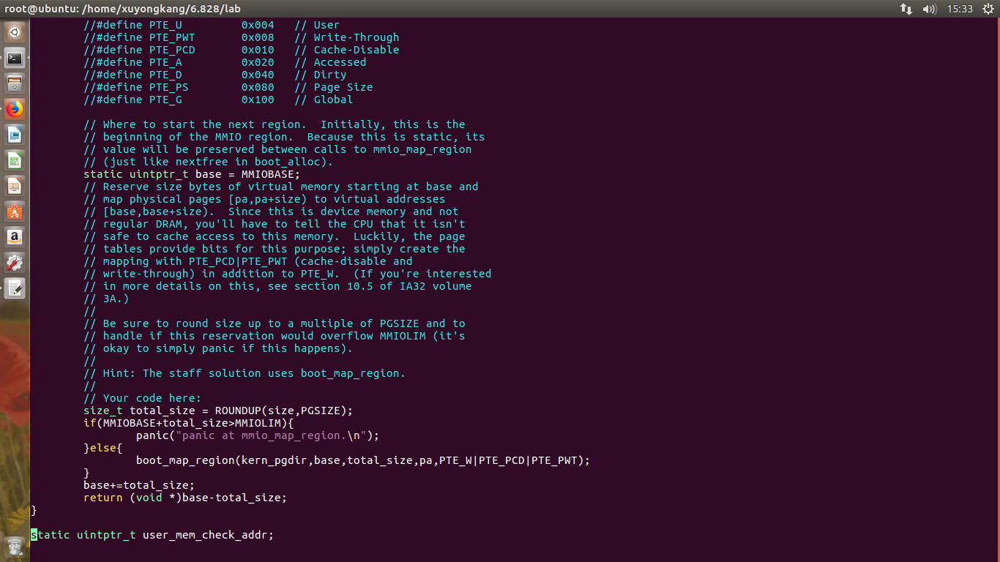 root@ubuntu: /home/xuyongkang/6.828/lab
15:33
//#define PTE_U 0x004 // User
//#define PTE_PWT 0x008 // Write-Through
//#define PTE_PCD 0x010 // Cache-Disable
//#define PTE_A 0x020 // Accessed
//#define PTE_D 0x040 // Dirty
//#define PTE_PS 0x080 // Page Size
//#define PTE_G 0x100 // Global
// Where to start the next region.  Initially, this is the
// beginning of the MMIO region.  Because this is static, its
// value will be preserved between calls to mmio_map_region
// (just like nextfree in boot_alloc).
static uintptr_t base = MMIOBASE;
// Reserve size bytes of virtual memory starting at base and
// map physical pages [pa,pa+size) to virtual addresses
// [base,base+size).  Since this is device memory and not
// regular DRAM, you'll have to tell the CPU that it isn't
// safe to cache access to this memory.  Luckily, the page
// tables provide bits for this purpose; simply create the
// mapping with PTE_PCD|PTE_PWT (cache-disable and
// write-through) in addition to PTE_W.  (If you're interested
// in more details on this, see section 10.5 of IA32 volume
// 3A.)
//
// Be sure to round size up to a multiple of PGSIZE and to
// handle if this reservation would overflow MMIOLIM (it's
// okay to simply panic if this happens).
//
// Hint: The staff solution uses boot_map_region.
//
// Your code here:
size_t total_size = ROUNDUP(size,PGSIZE);
if(MMIOBASE+total_size>MMIOLIM){
panic("panic at mmio_map_region.\n");
}else{
boot_map_region(kern_pgdir,base,total_size,pa,PTE_W|PTE_PCD|PTE_PWT);
}
base+=total_size;
return (void *)base-total_size;
}
static uintptr_t user_mem_check_addr;